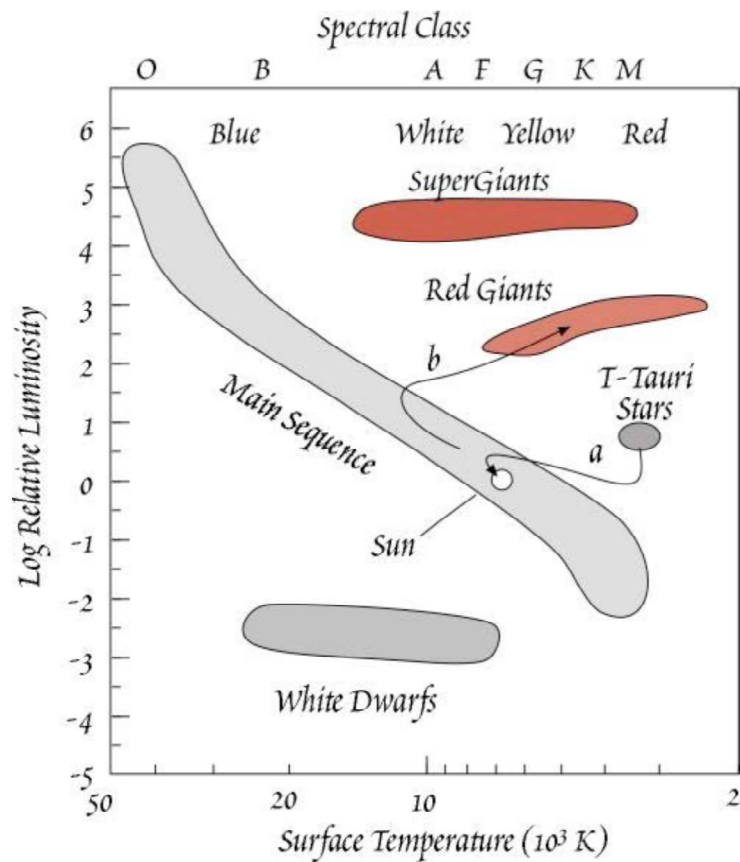 Spectral Class
O B A F G K M
Blue White Yellow Red
6
SuperGiants
5
4
Red Giants
3
b
2
T-Tauri
Stars
Main Sequence
1
a
0
Sun
-1
-2
-3
White Dwarfs
-4
-5
50 20 10 2
Surface Temperature (10³ K)
Log Relative Luminosity